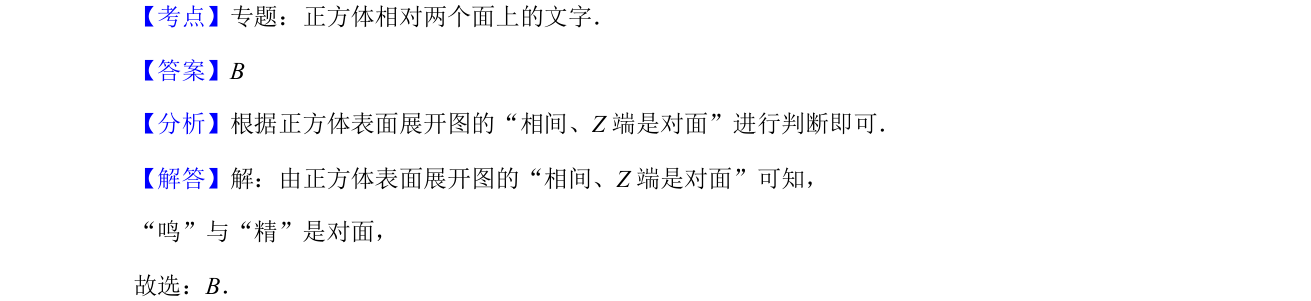 【考点】专题：正方体相对两个面上的文字．
【答案】B
【分析】根据正方体表面展开图的“相间、Z 端是对面”进行判断即可．
【解答】解：由正方体表面展开图的“相间、Z 端是对面”可知，
“鸣”与“精”是对面，
故选：B．